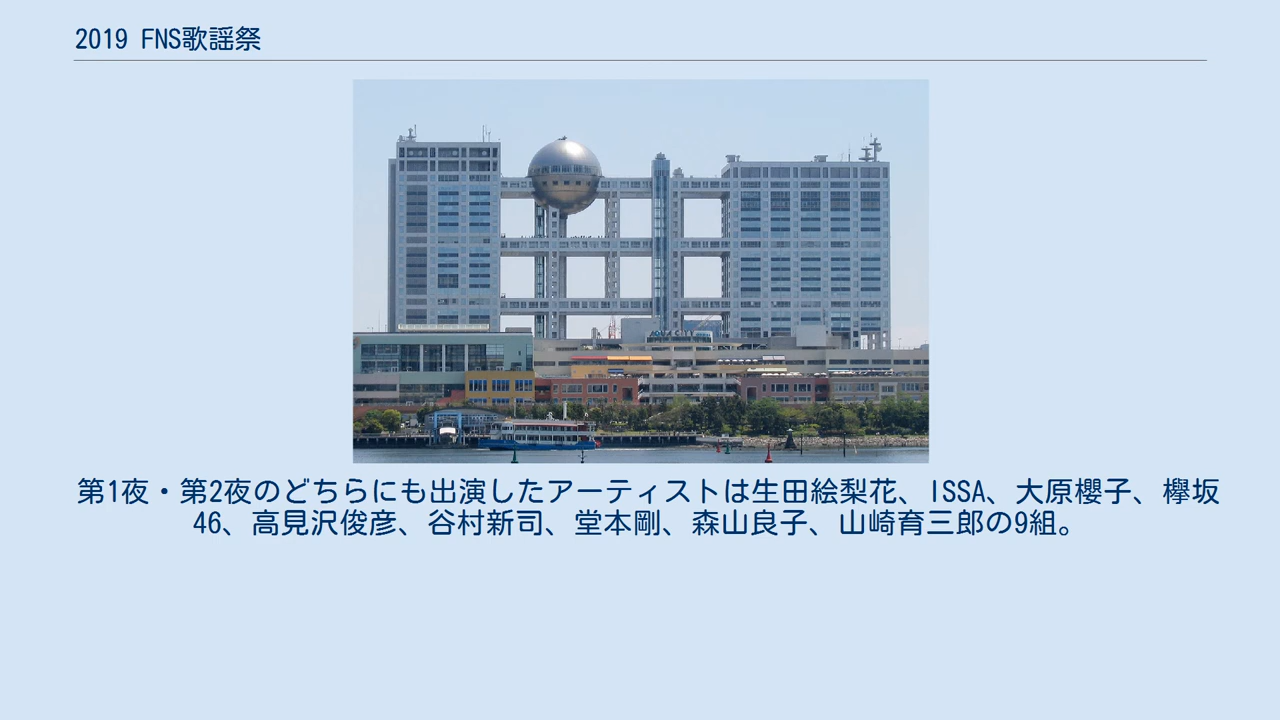 2019 FNS歌謡祭
AQUA CITY
第1夜・第2夜のどちらにも出演したアーティストは生田絵梨花、ISSA、大原櫻子、欅坂
46、高見沢俊彦、谷村新司、堂本剛、森山良子、山崎育三郎の9組。